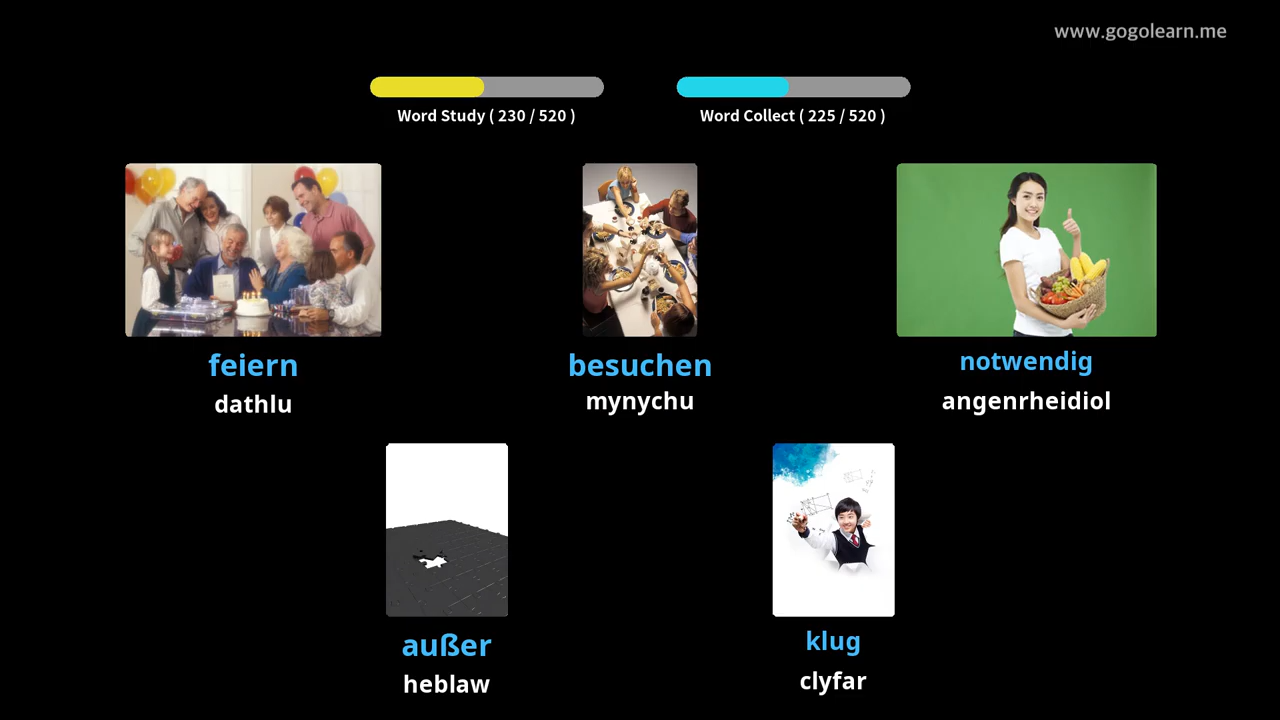 www.gogolearn.me
Word Study ( 230 / 520 )
Word Collect ( 225 / 520 )
feiern
dathlu
besuchen
mynychu
notwendig
angenrheidiol
außer
heblaw
klug
clyfar